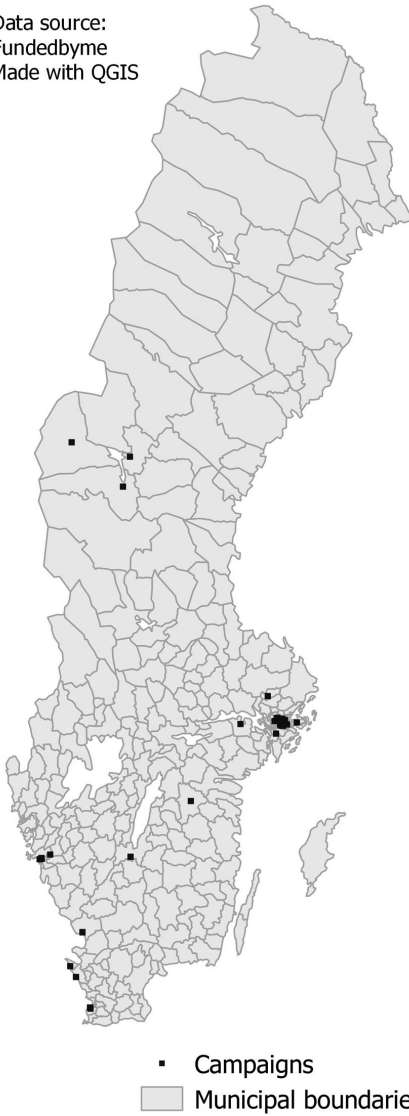 Data source:
Fundedbyme
Made with QGIS
Campaigns
Municipal boundarie